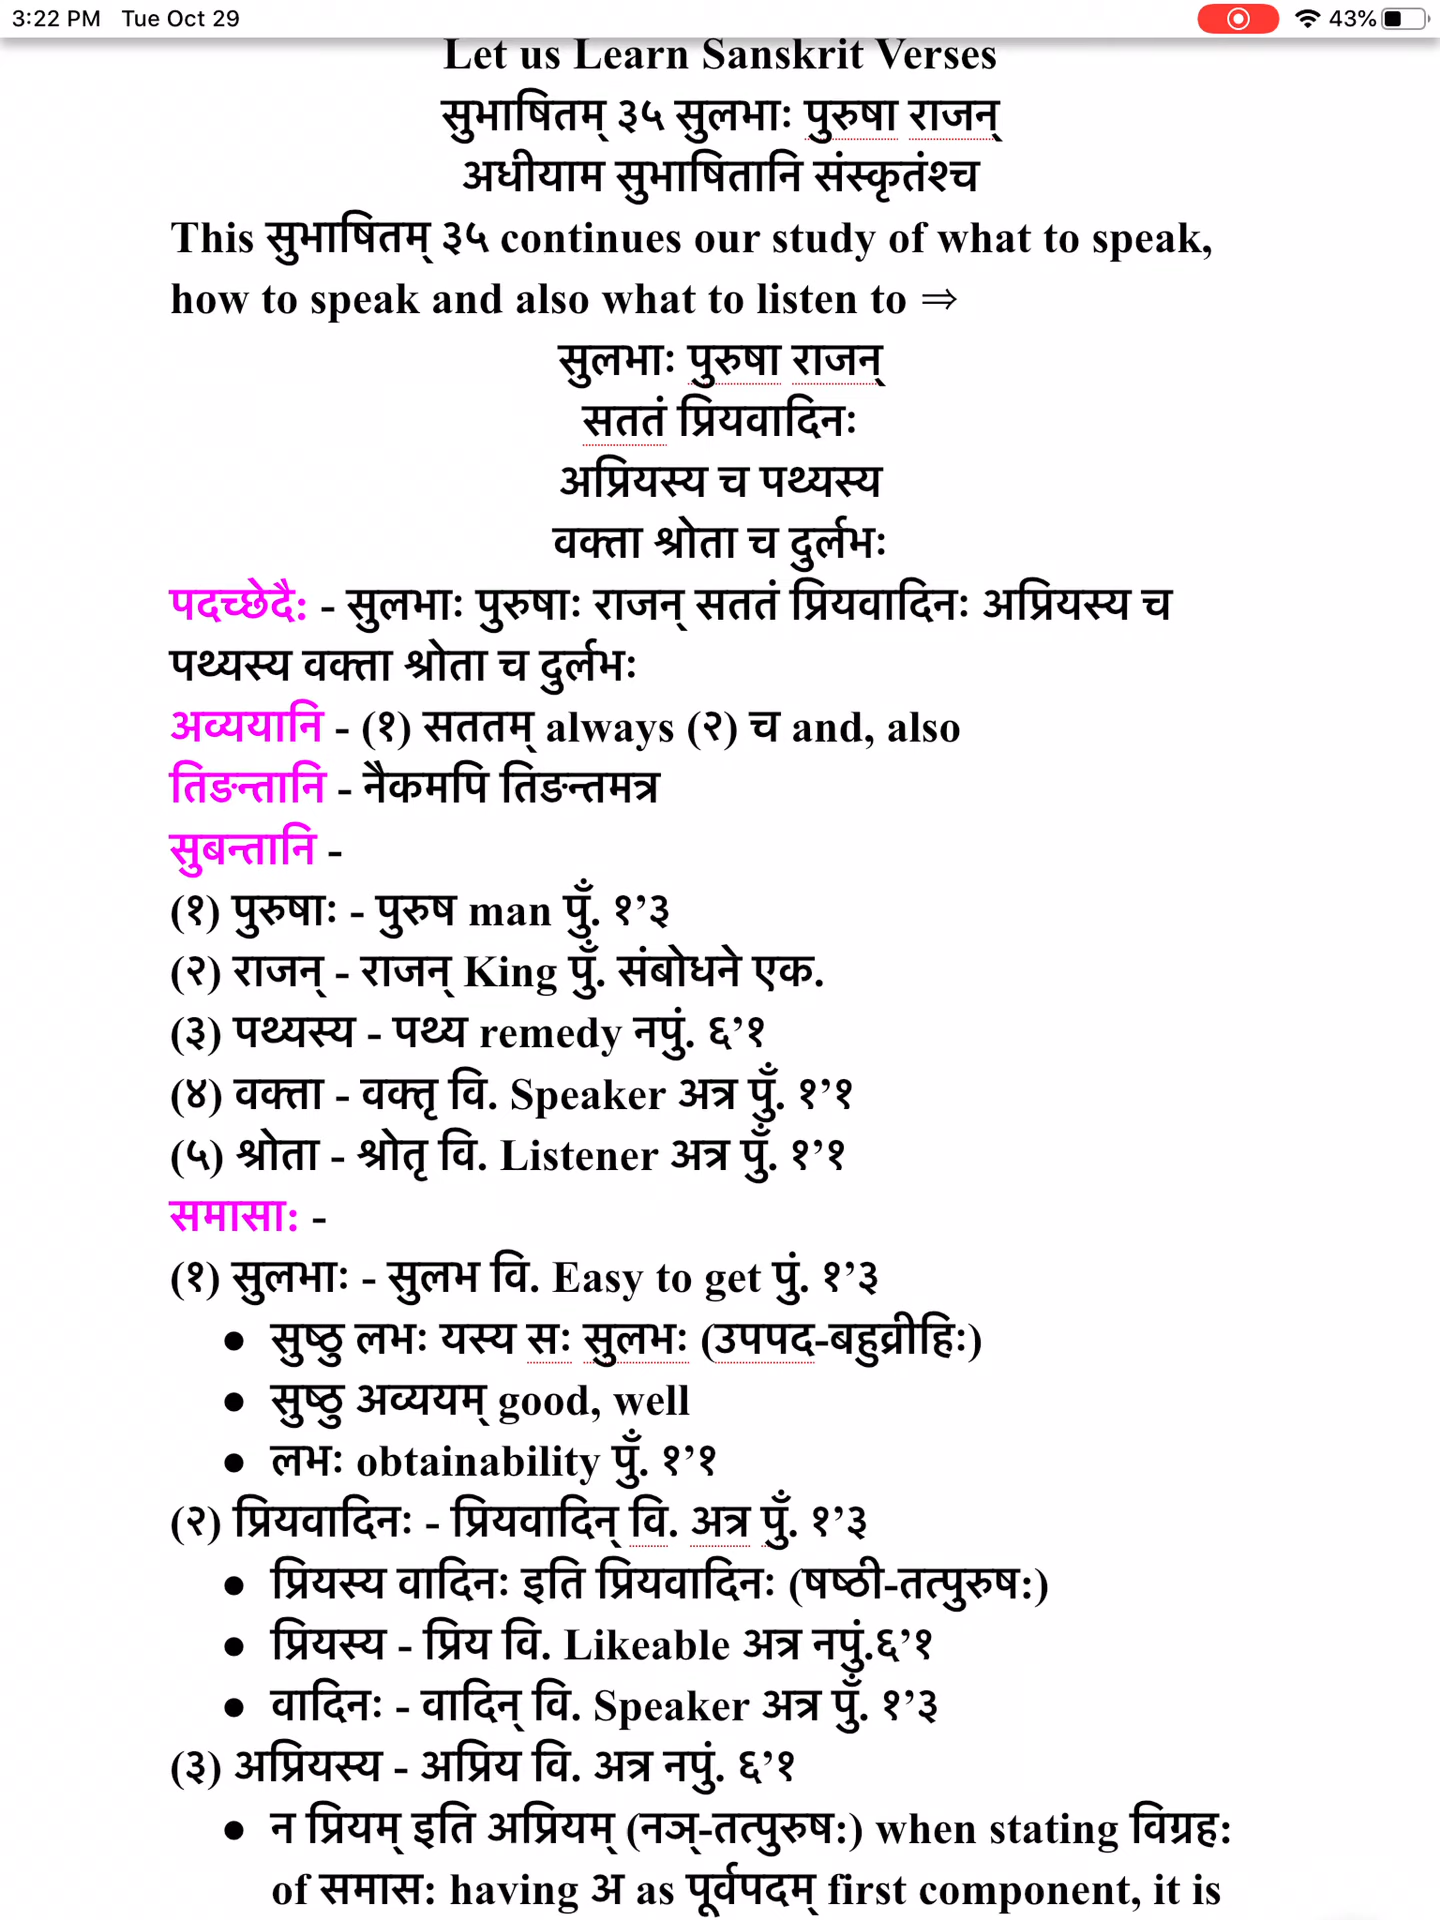 3:22 PM Tue Oct 29 43%
Let us Learn Sanskrit Verses
सुभाषितम् ३५ सुलभाः पुरुषा राजन्
अधीयाम सुभाषितानि संस्कृतंश्च
This सुभाषितम् ३५ continues our study of what to speak,
how to speak and also what to listen to ⇒
सुलभाः पुरुषा राजन्
सततं प्रियवादिनः
अप्रियस्य च पथ्यस्य
वक्ता श्रोता च दुर्लभः
पदच्छेदै: - सुलभाः पुरुषाः राजन् सततं प्रियवादिनः अप्रियस्य च
पथ्यस्य वक्ता श्रोता च दुर्लभः
अव्ययानि - (१) सततम् always (२) च and, also
तिङन्तानि - नैकमपि तिङन्तमत्र
सुबन्तानि -
(१) पुरुषाः - पुरुष man पुँ. १’३
(२) राजन् - राजन् King पुँ. संबोधने एक.
(३) पथ्यस्य - पथ्य remedy नपुं. ६’१
(४) वक्ता - वक्तृ वि. Speaker अत्र पुँ. १’१
(५) श्रोता - श्रोतृ वि. Listener अत्र पुँ. १’१
समासा: -
(१) सुलभाः - सुलभ वि. Easy to get पुं. १’३
● सुष्ठु लभः यस्य सः सुलभः (उपपद-बहुव्रीहिः)
● सुष्ठु अव्ययम् good, well
● लभः obtainability पुँ. १’१
(२) प्रियवादिनः - प्रियवादिन् वि. अत्र पुँ. १’३
● प्रियस्य वादिनः इति प्रियवादिनः (षष्ठी-तत्पुरुष:)
● प्रियस्य - प्रिय वि. Likeable अत्र नपुं.६’१
● वादिनः - वादिन् वि. Speaker अत्र पुँ. १’३
(३) अप्रियस्य - अप्रिय वि. अत्र नपुं. ६’१
● न प्रियम् इति अप्रियम् (नञ्-तत्पुरुष:) when stating विग्रह:
of समास: having अ as पूर्वपदम् first component, it is